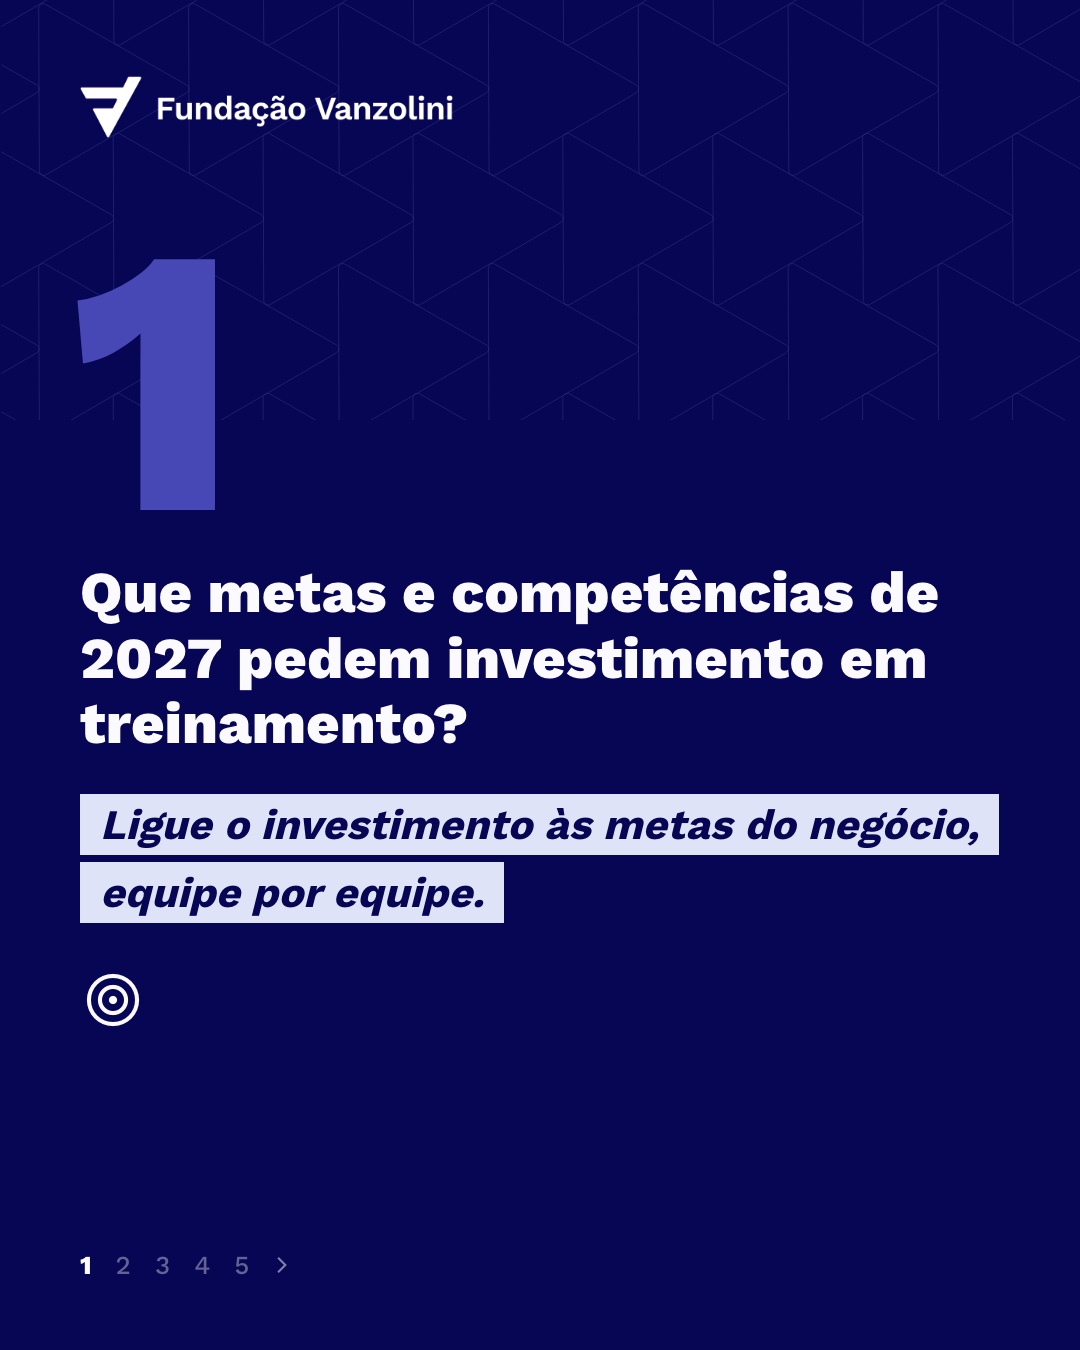 Fundação Vanzolini
1
Que metas e competências de
2027 pedem investimento em
treinamento?
Ligue o investimento às metas do negócio,
equipe por equipe.
1 2 3 4 5 >